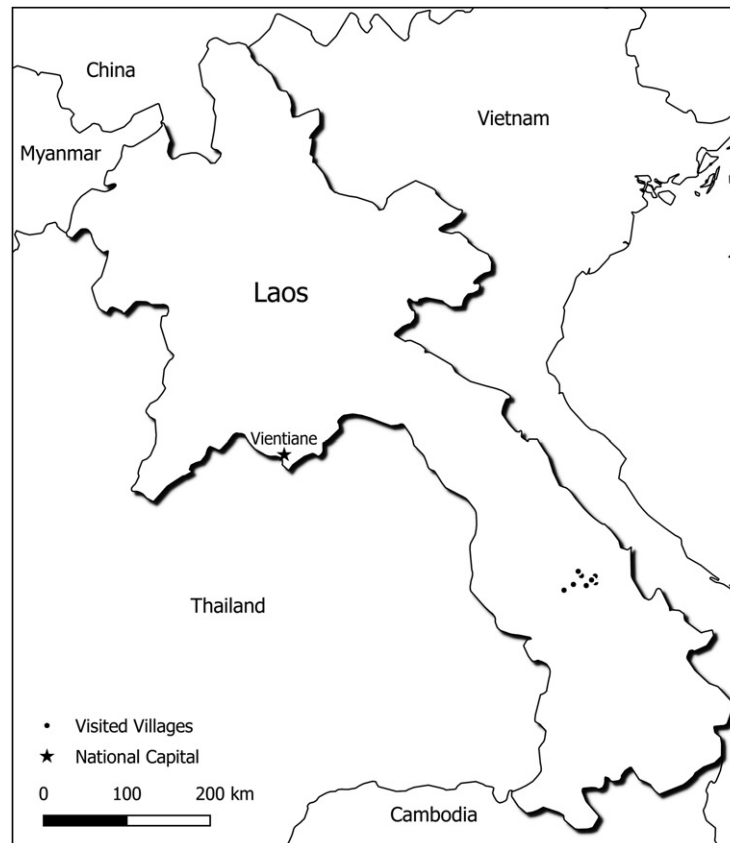 China
Vietnam
Myanmar
Laos
Vientiane
Thailand
Visited Villages
National Capital
0 100 200 km
Cambodia